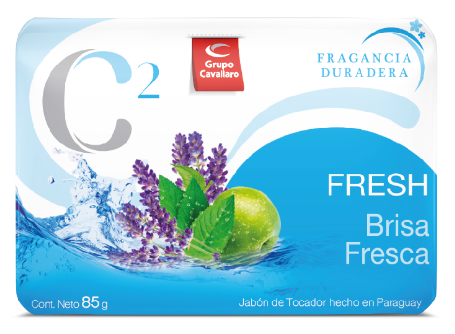 C²
Grupo
Cavallaro
FRAGANCIA
DURADERA
FRESH
Brisa
Fresca
Cont. Neto 85 g
Jabón de Tocador hecho en Paraguay